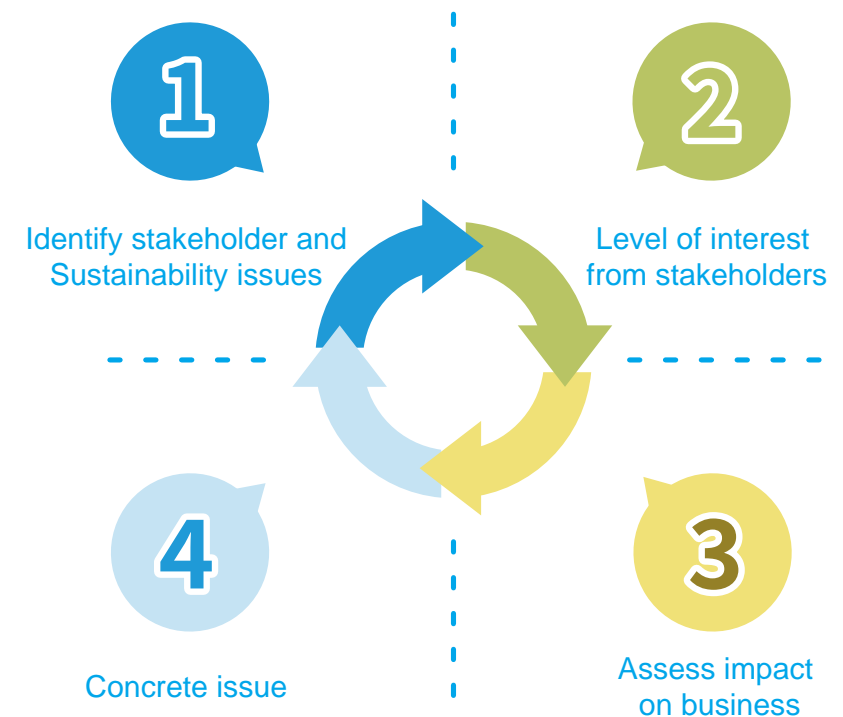 1
Identify stakeholder and
Sustainability issues
2
Level of interest
from stakeholders
3
Assess impact
on business
4
Concrete issue